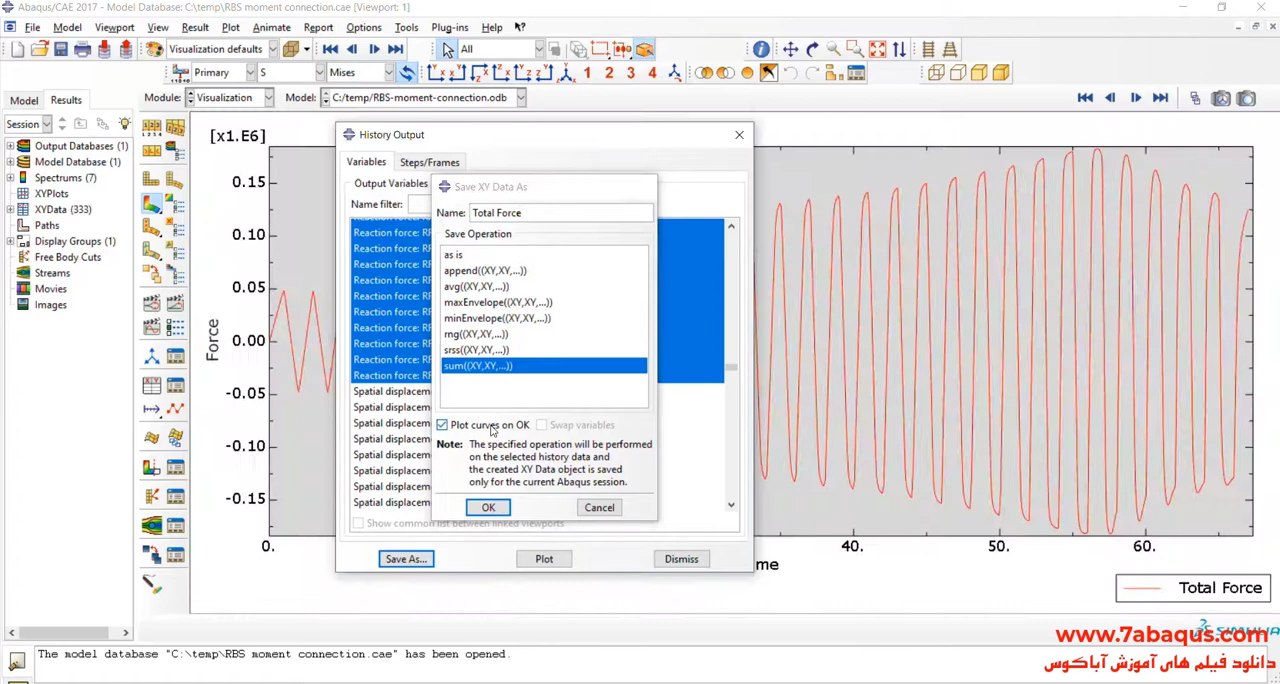 Abaqus/CAE 2017 - Model Database: C:\temp\RBS moment connection.cae [Viewport: 1]
File Model Viewport View Result Plot Animate Report Options Tools Plug-ins Help
Visualization defaults All
Primary S Mises 1 2 3 4
Model Results Module: Visualization Model: C:/temp/RBS-moment-connection.odb
Session
Output Databases (1)
Model Database (1)
Spectrums (7)
XYPlots
XYData (333)
Paths
Display Groups (1)
Free Body Cuts
Streams
Movies
Images
[x1.E6]
0.15
0.10
0.05
0.00
-0.05
-0.10
-0.15
Force
0.
40.
50.
60.
me
Total Force
History Output
Variables Steps/Frames
Output Variables
Name filter:
Reaction force: RF
Reaction force: RF
Reaction force: RF
Reaction force: RF
Reaction force: RF
Reaction force: RF
Reaction force: RF
Reaction force: RF
Reaction force: RF
Reaction force: RF
Spatial displacem
Spatial displacem
Spatial displacem
Spatial displacem
Spatial displacem
Spatial displacem
Spatial displacem
Spatial displacem
Show common list between linked viewports
Save As... Plot Dismiss
Save XY Data As
Name: Total Force
Save Operation
as is
append((XY,XY,...))
avg((XY,XY,...))
maxEnvelope((XY,XY,...))
minEnvelope((XY,XY,...))
rng((XY,XY,...))
srss((XY,XY,...))
sum((XY,XY,...))
Plot curves on OK Swap variables
Note: The specified operation will be performed
on the selected history data and
the created XY Data object is saved
only for the current Abaqus session.
OK Cancel
The model database "C:\temp\RBS moment connection.cae" has been opened.
www.7abaqus.com
دانلود فیلم های آموزش آباکوس